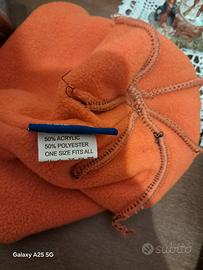 50% ACRYLIC
50% POLYESTER
ONE SIZE FITS ALL
Galaxy A25 5G
subito